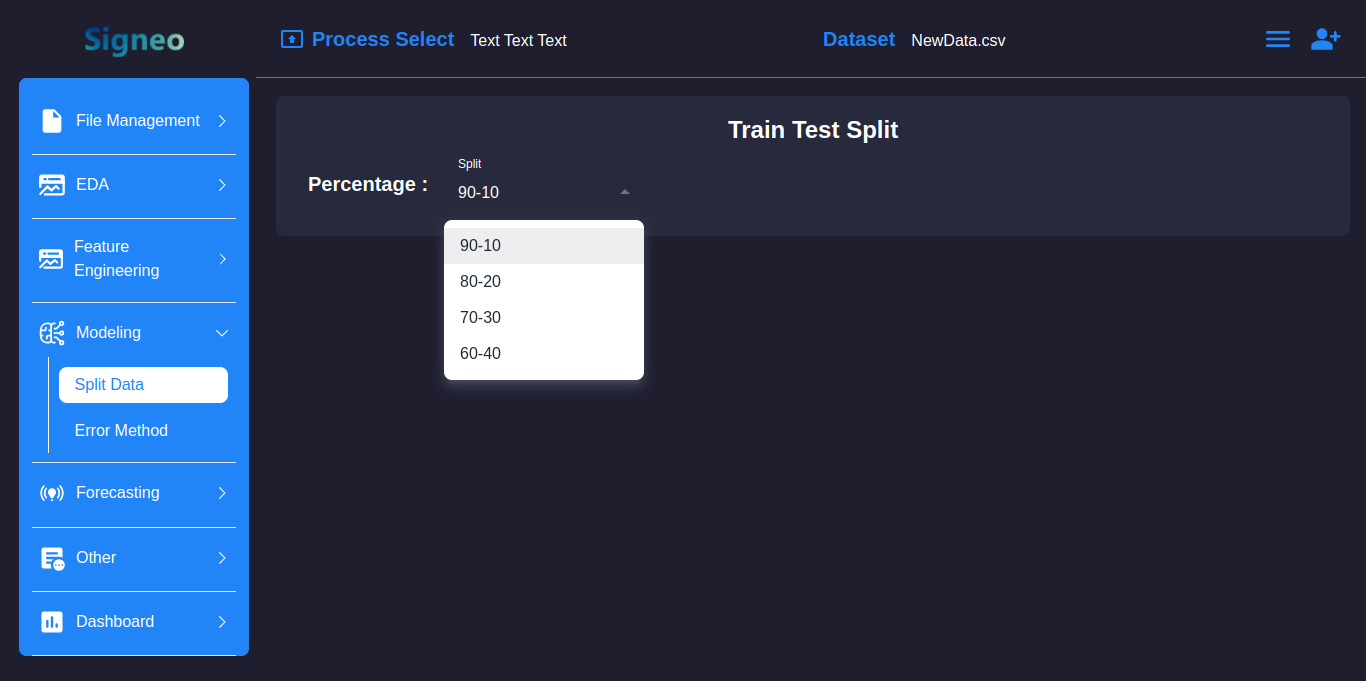 Signeo
Process Select Text Text Text
Dataset NewData.csv
File Management
EDA
Feature
Engineering
Modeling
Split Data
Error Method
Forecasting
Other
Dashboard
Train Test Split
Split
Percentage : 90-10
90-10
80-20
70-30
60-40